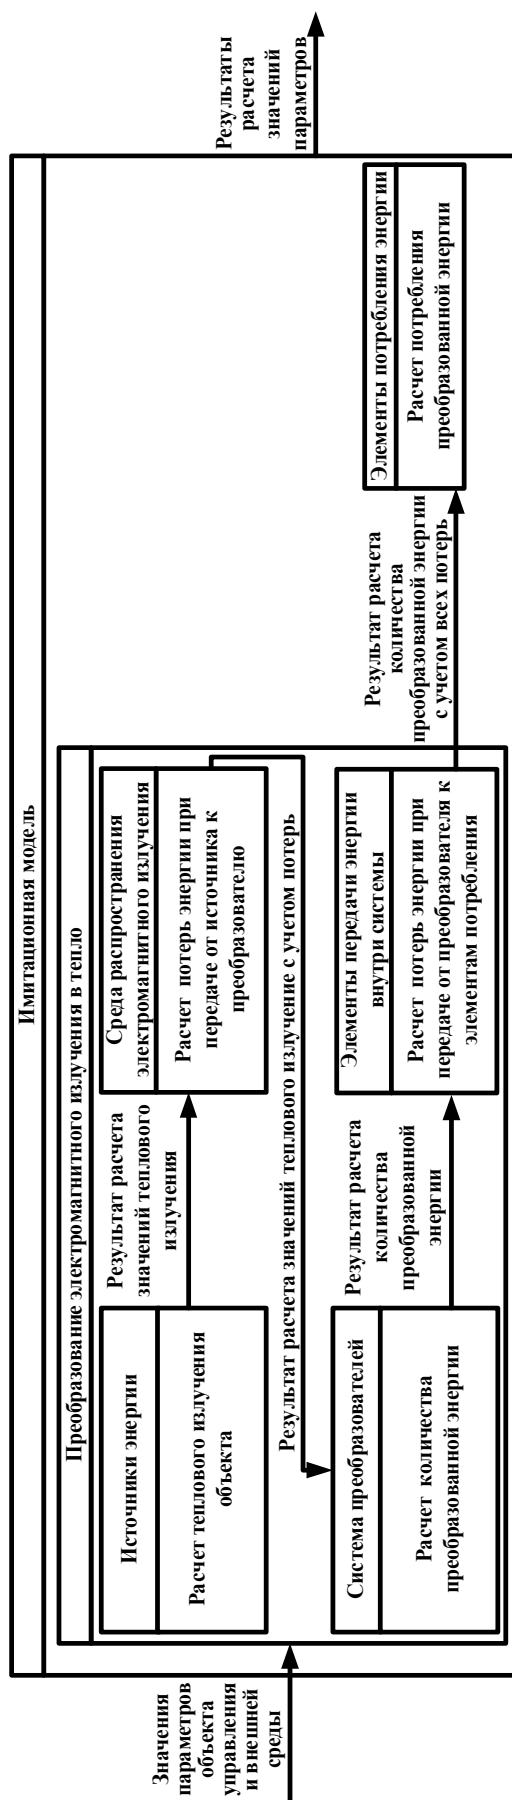 Значения
параметров
объекта
управления
и внешней
среды
Имитационная модель
Преобразование электромагнитного излучения в тепло
Источники энергии
Расчет теплового излучения
объекта
Результат расчета
значений теплового
излучения
Среда распространения
электромагнитного излучения
Расчет потерь энергии при
передаче от источника к
преобразователю
Результат расчета значений теплового излучение с учетом потерь
Система преобразователей
Расчет количества
преобразованной энергии
Результат расчета
количества
преобразованной
энергии
Элементы передачи энергии
внутри системы
Расчет потерь энергии при
передаче от преобразователя к
элементам потребления
Результат расчета
количества
преобразованной энергии
с учетом всех потерь
Элементы потребления энергии
Расчет потребления
преобразованной энергии
Результаты
расчета
значений
параметров